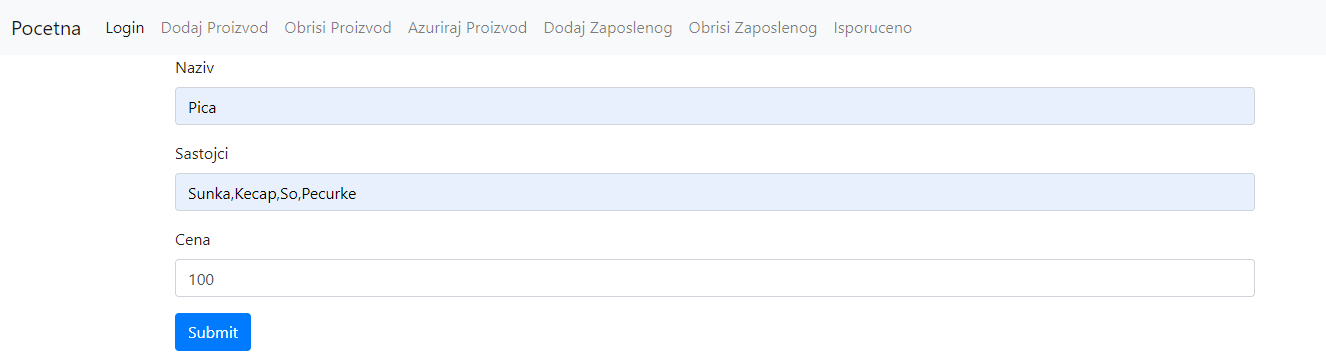 Pocetna Login Dodaj Proizvod Obrisi Proizvod Azuriraj Proizvod Dodaj Zaposlenog Obrisi Zaposlenog Isporuceno
Naziv
Pica
Sastojci
Sunka,Kecap,So,Pecurke
Cena
100
Submit